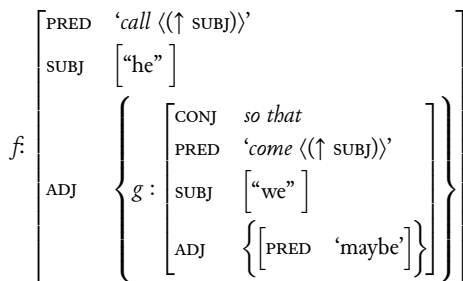 PRED ‘call ⟨(↑ SUBJ)⟩’
SUBJ [“he” ]
CONJ so that
f: PRED ‘come ⟨(↑ SUBJ)⟩’
ADJ { g : SUBJ [“we” ] }
ADJ {[PRED ‘maybe’]}